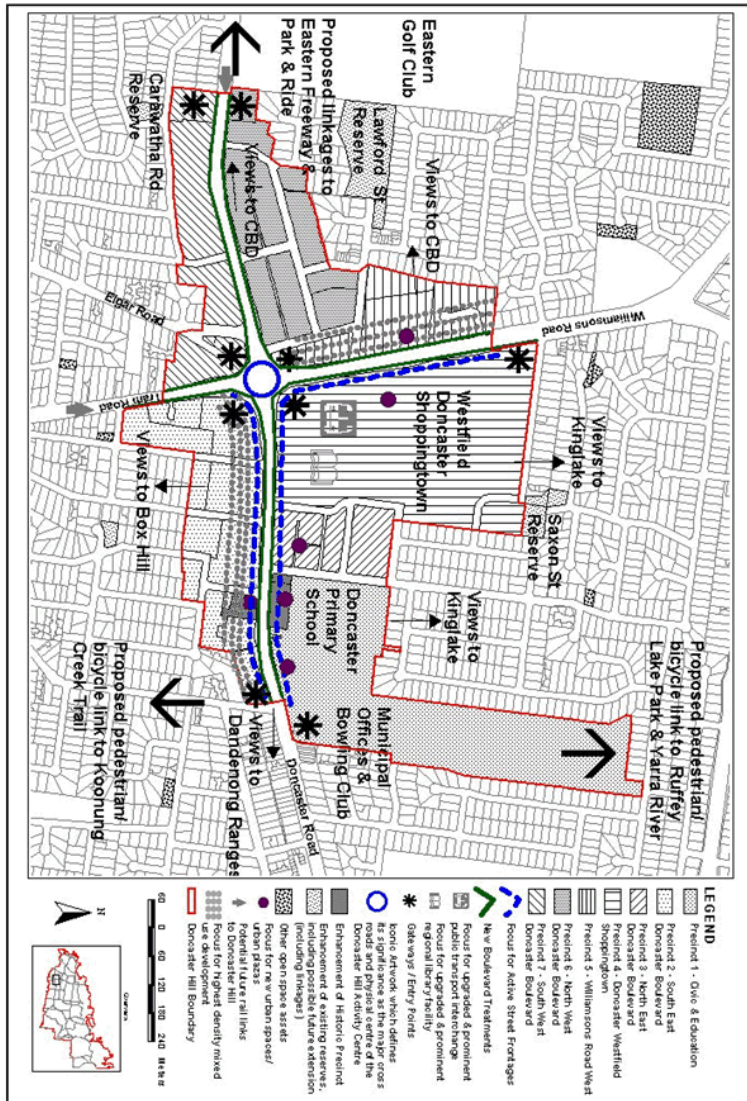 Eastern
Golf Club
Proposed linkages to
Eastern Freeway &
Park & Ride
Lawford St
Reserve
Views to CBD
Views to CBD
Carawatha Rd
Reserve
Elgar Road
Williamsons Road
Tram Road
Westfield
Doncaster
Shoppingtown
Views to
Kinglake
Saxon St
Reserve
Views to Box Hill
Doncaster
Primary
School
Views to
Kinglake
Municipal
Offices &
Bowling Club
Proposed pedestrian/
bicycle link to Ruffey
Lake Park & Yarra River
Views to
Dandenong Ranges
Doncaster Road
Proposed pedestrian/
bicycle link to Koonung
Creek Trail
LEGEND
Precinct 1 - Civic & Education
Precinct 2 - South East
Doncaster Boulevard
Precinct 3 - North East
Doncaster Boulevard
Precinct 4 - Doncaster Westfield
Shoppingtown
Precinct 5 - Williamsons Road West
Precinct 6 - North West
Doncaster Boulevard
Precinct 7 - South West
Doncaster Boulevard
Focus for Active Street Frontages
New Boulevard Treatments
Focus for upgraded & prominent
public transport interchange
Focus for upgraded & prominent
regional library facility
Gateways / Entry Points
Iconic Artwork which defines
its significance as the major cross
roads and physical centre of the
Doncaster Hill Activity Centre
Enhancement of Historic Precinct
Enhancement of existing reserves,
including possible future extension
(including linkages)
Other open space assets
Focus for new urban spaces/
urban plazas
Potential future rail links
to Doncaster Hill
Focus for highest density mixed
use development
Doncaster Hill Boundary
60 0 60 120 180 240
Meters
N